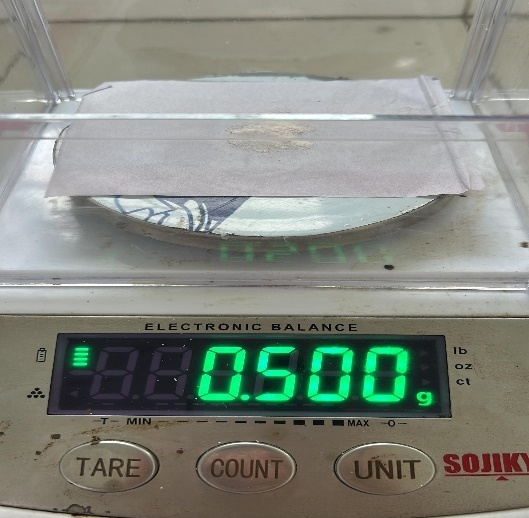 ELECTRONIC BALANCE
0.500 g
lb
oz
ct
T MIN MAX O
TARE COUNT UNIT SOJIKY